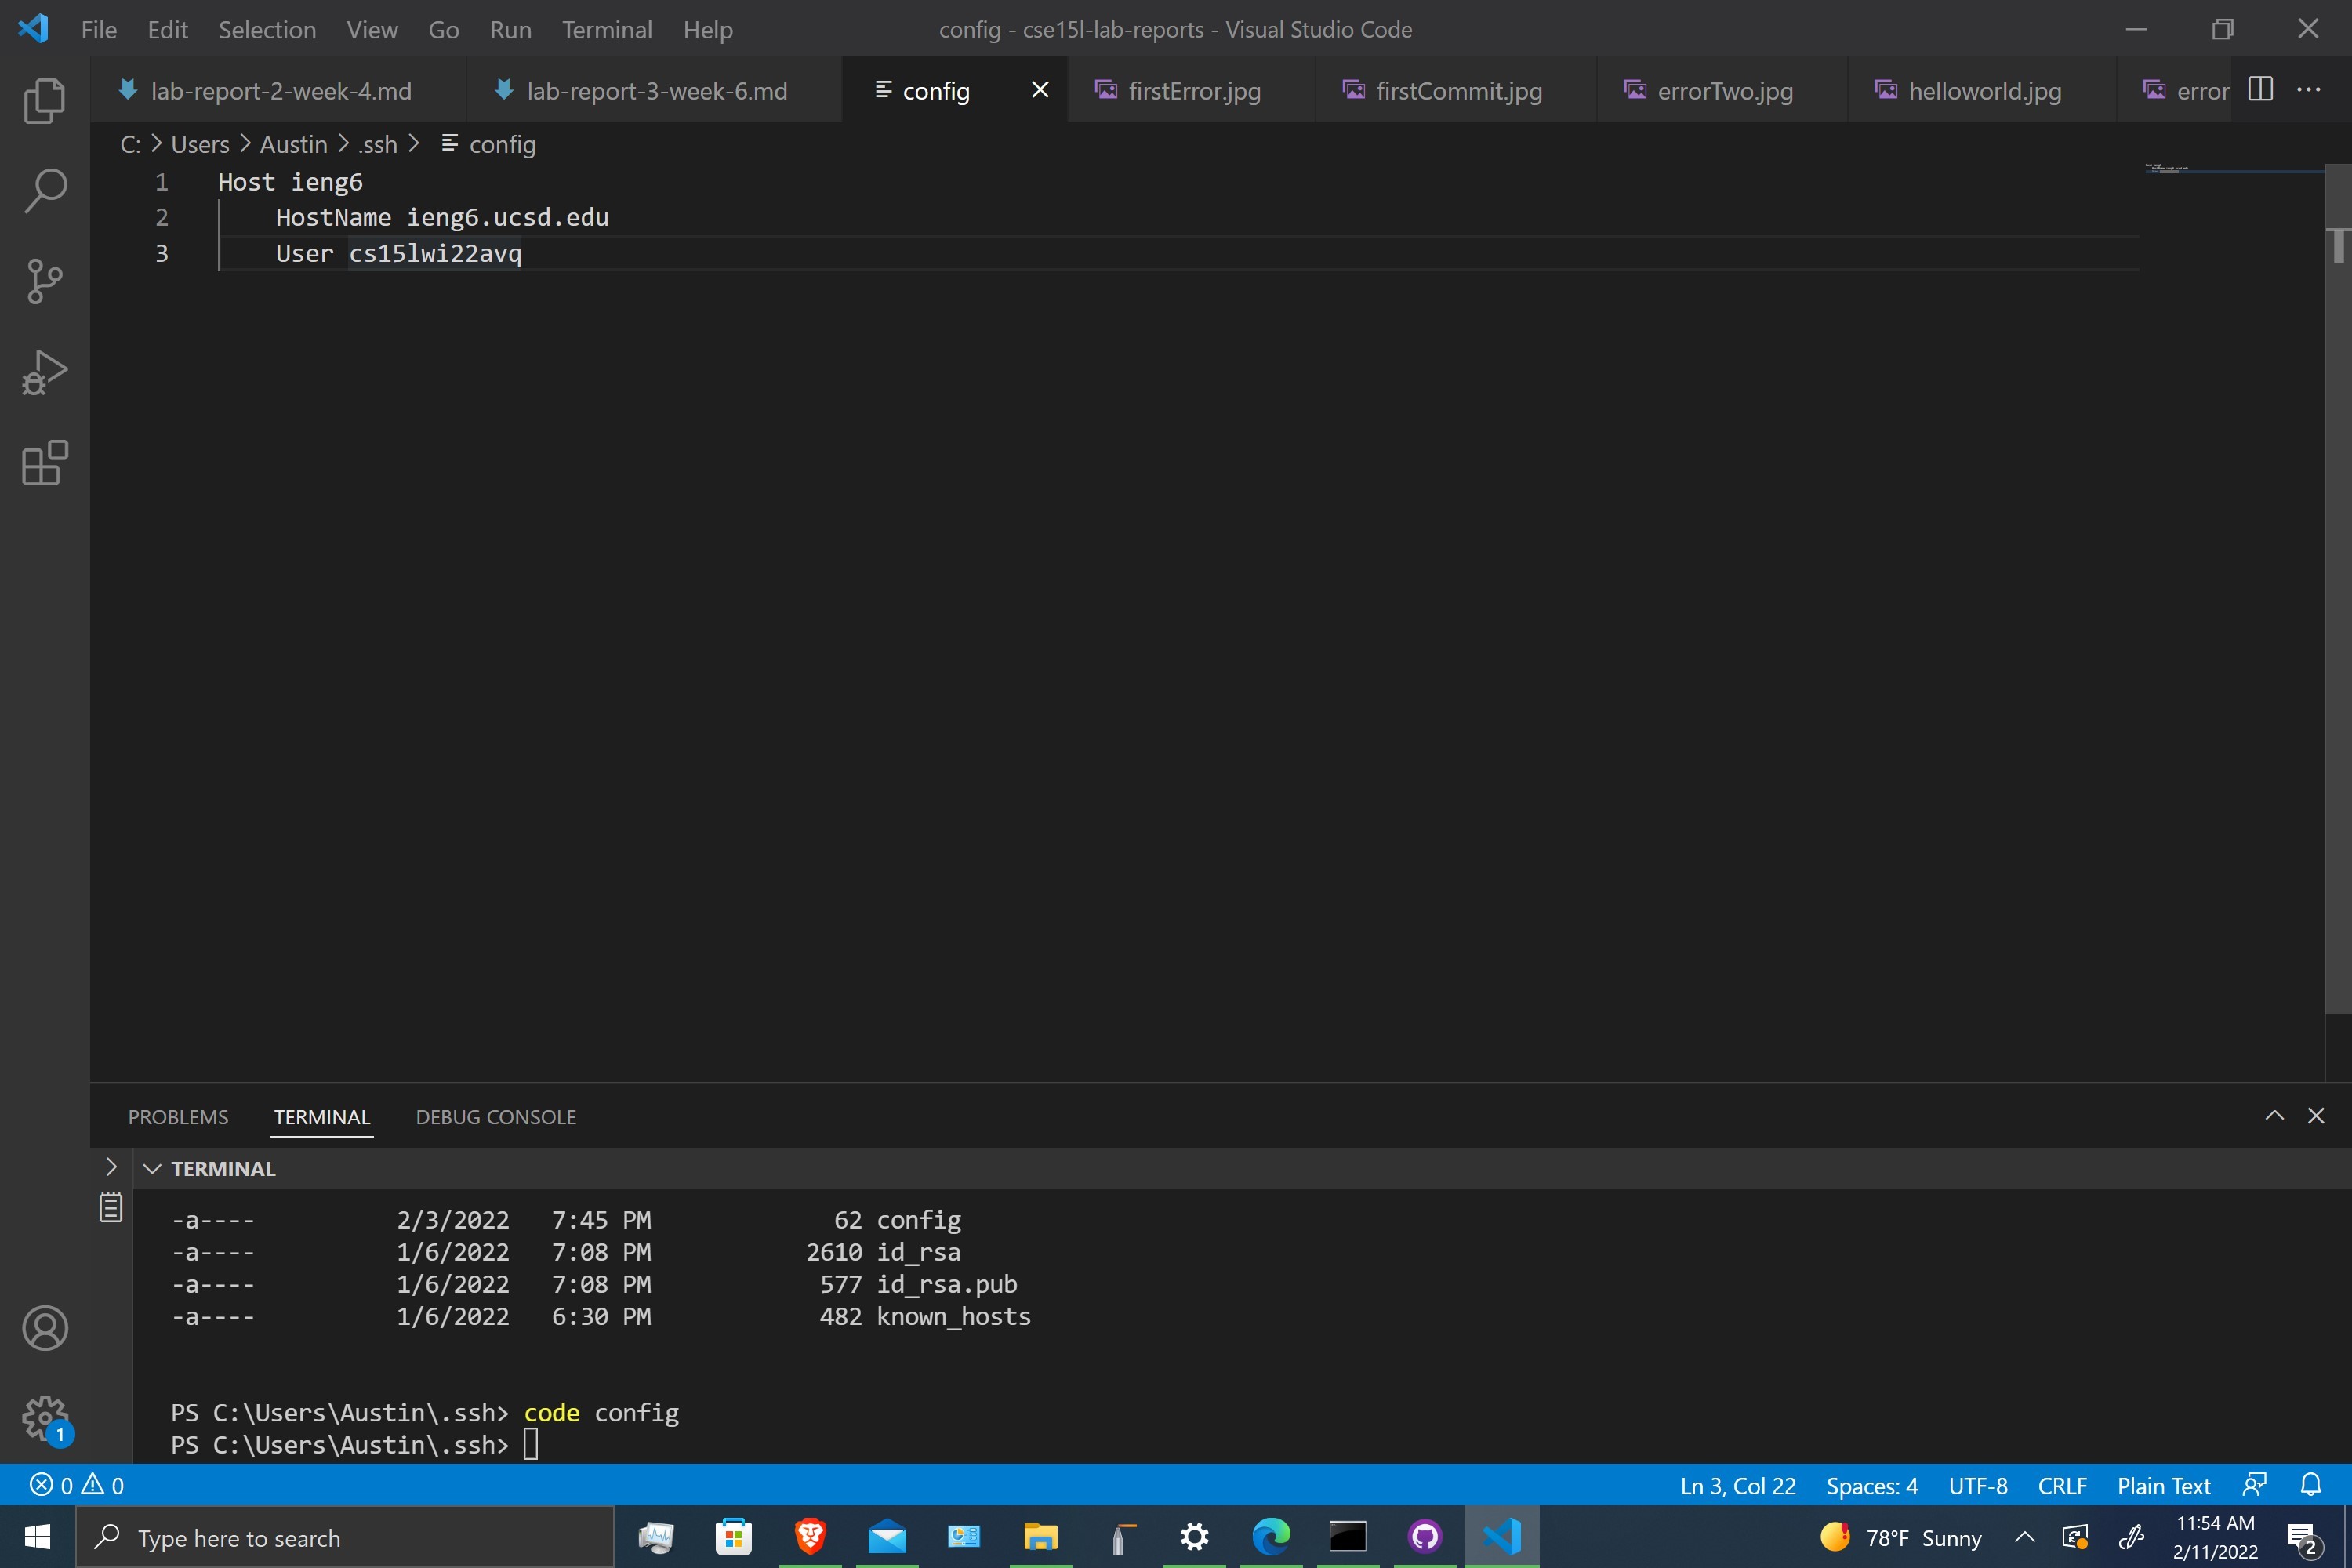 File Edit Selection View Go Run Terminal Help config - cse15l-lab-reports - Visual Studio Code
lab-report-2-week-4.md lab-report-3-week-6.md config firstError.jpg firstCommit.jpg errorTwo.jpg helloworld.jpg error
C: > Users > Austin > .ssh > config
1 Host ieng6
2 HostName ieng6.ucsd.edu
3 User cs15lwi22avq
PROBLEMS TERMINAL DEBUG CONSOLE
TERMINAL
-a---- 2/3/2022 7:45 PM 62 config
-a---- 1/6/2022 7:08 PM 2610 id_rsa
-a---- 1/6/2022 7:08 PM 577 id_rsa.pub
-a---- 1/6/2022 6:30 PM 482 known_hosts
PS C:\Users\Austin\.ssh> code config
PS C:\Users\Austin\.ssh>
1
0 0 Ln 3, Col 22 Spaces: 4 UTF-8 CRLF Plain Text
Type here to search 78°F Sunny 11:54 AM
2/11/2022 2